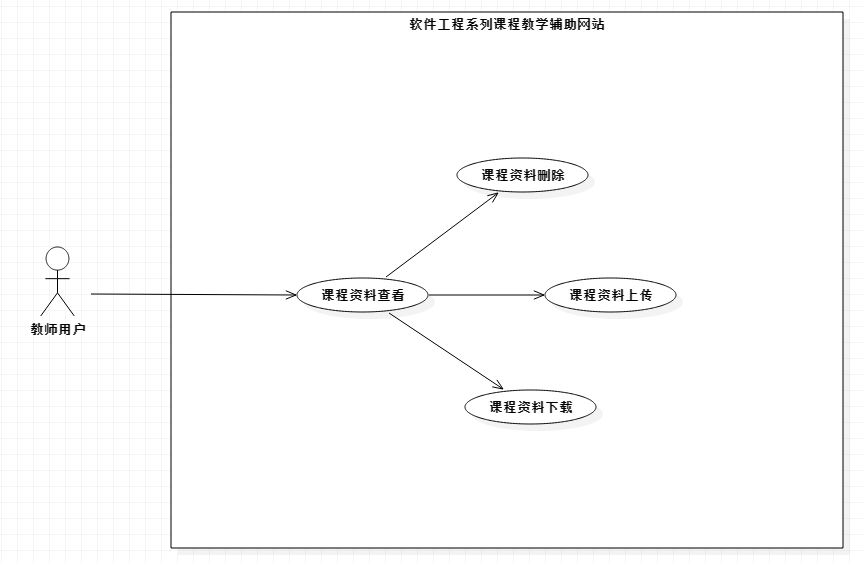 软件工程系列课程教学辅助网站
课程资料删除
课程资料查看
课程资料上传
教师用户
课程资料下载